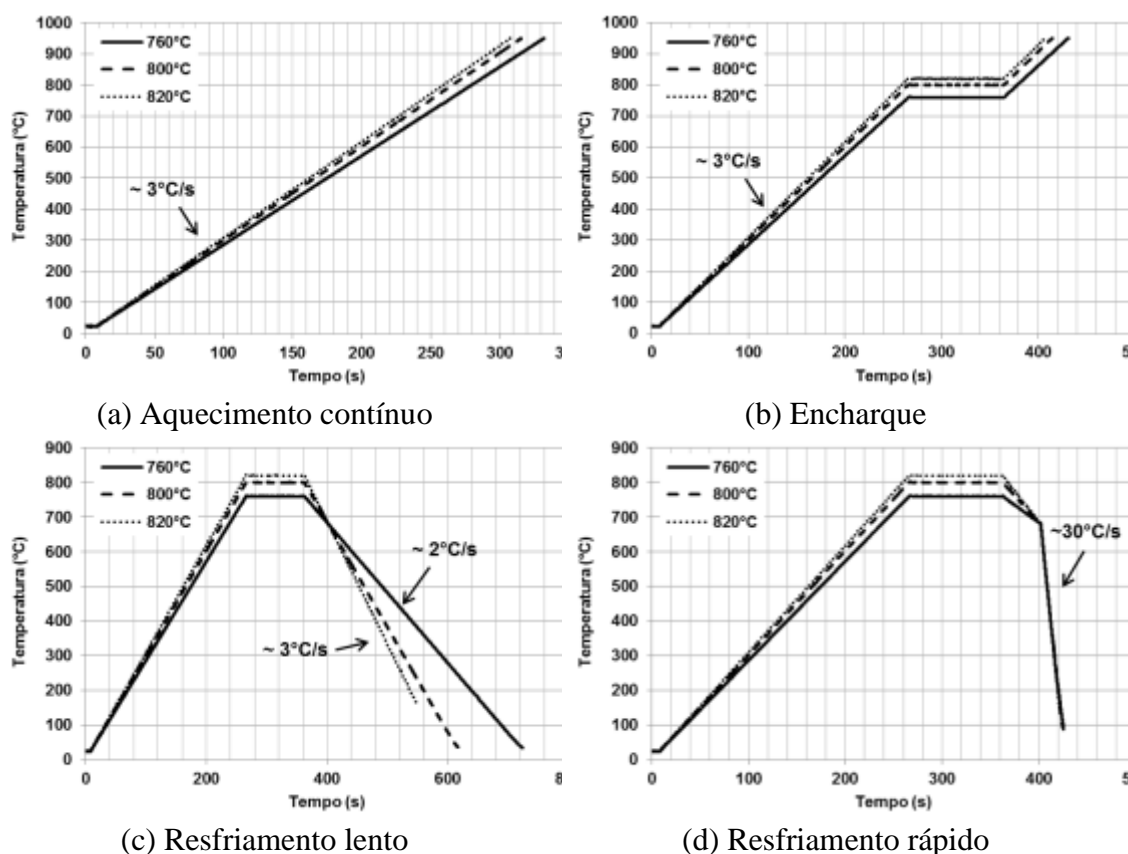 1000
900
800
700
600
500
400
300
200
100
0
Temperatura (°C)
760°C
800°C
820°C
~ 3°C/s
0 50 100 150 200 250 300
Tempo (s)
(a) Aquecimento contínuo
1000
900
800
700
600
500
400
300
200
100
0
Temperatura (°C)
760°C
800°C
820°C
~ 3°C/s
0 100 200 300 400
Tempo (s)
(b) Encharque
900
800
700
600
500
400
300
200
100
0
Temperatura (°C)
760°C
800°C
820°C
~ 2°C/s
~ 3°C/s
0 200 400 600
Tempo (s)
(c) Resfriamento lento
900
800
700
600
500
400
300
200
100
0
Temperatura (°C)
760°C
800°C
820°C
~30°C/s
0 100 200 300 400
Tempo (s)
(d) Resfriamento rápido